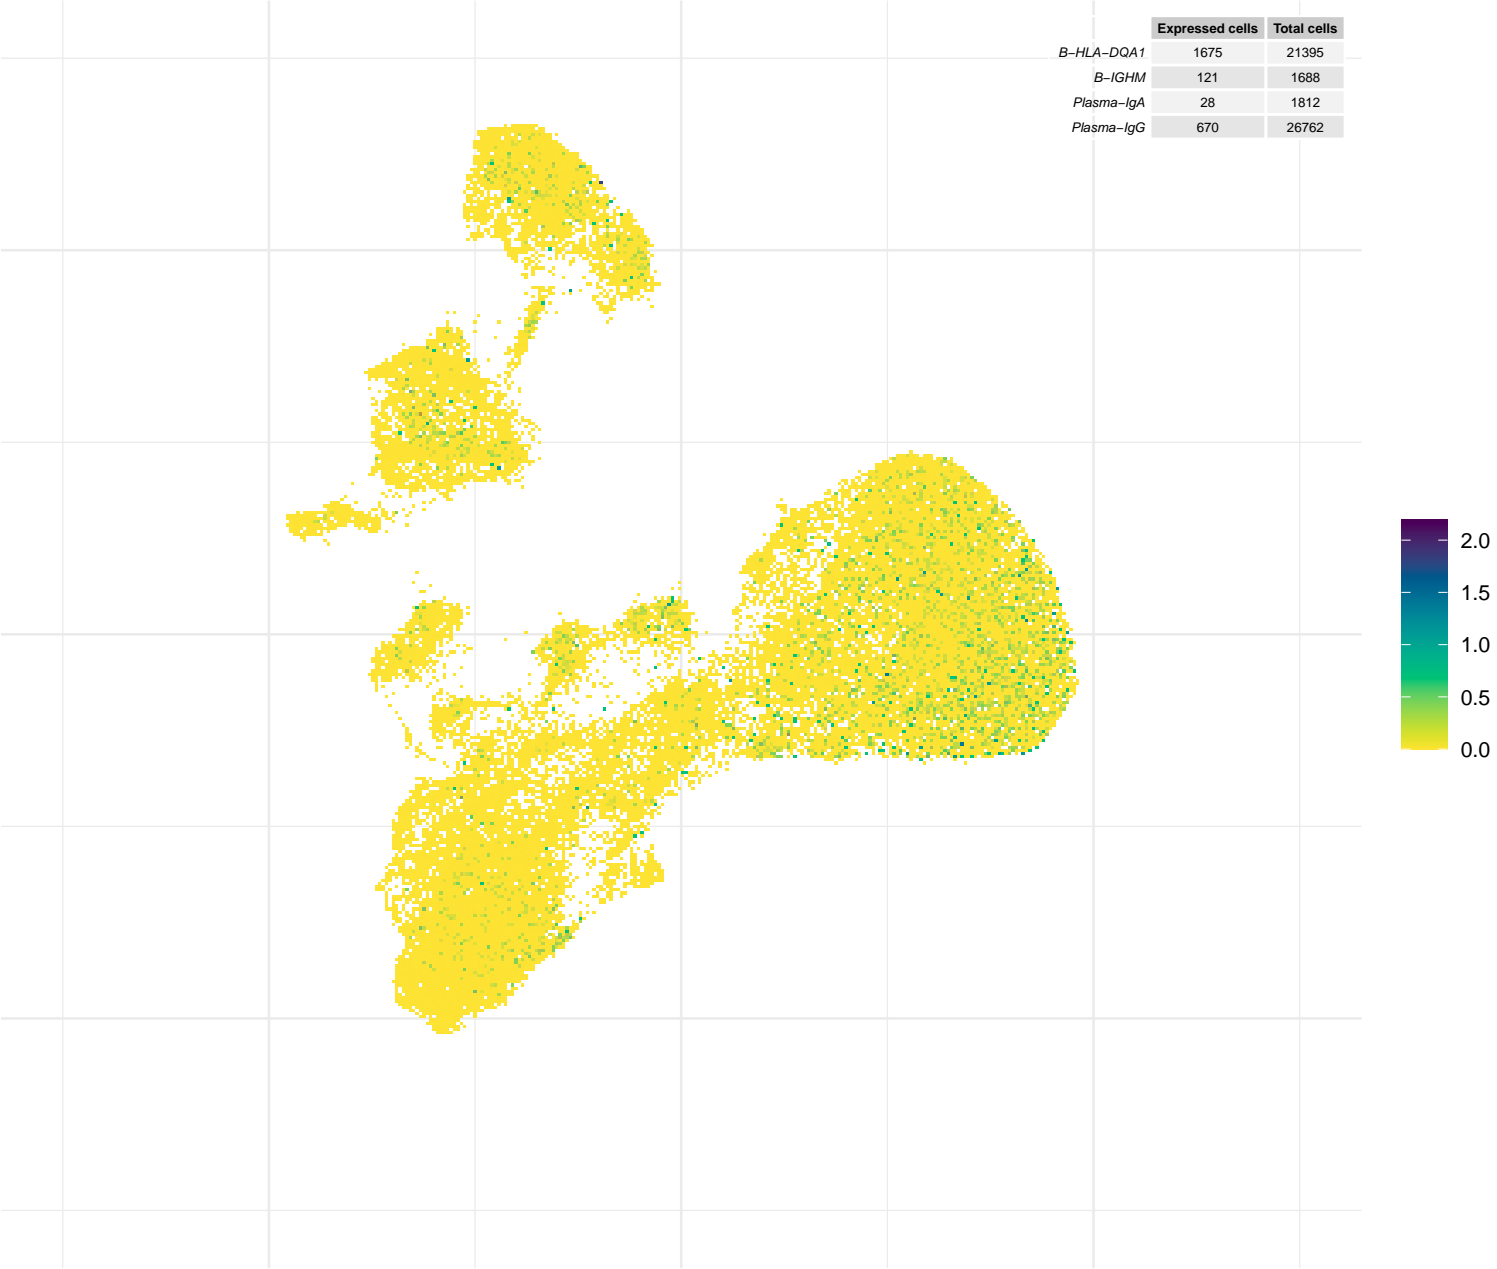 Expressed cells Total cells
B−HLA−DQA1 1675 21395
B−IGHM 121 1688
Plasma−IgA 28 1812
Plasma−IgG 670 26762
2.0
1.5
1.0
0.5
0.0